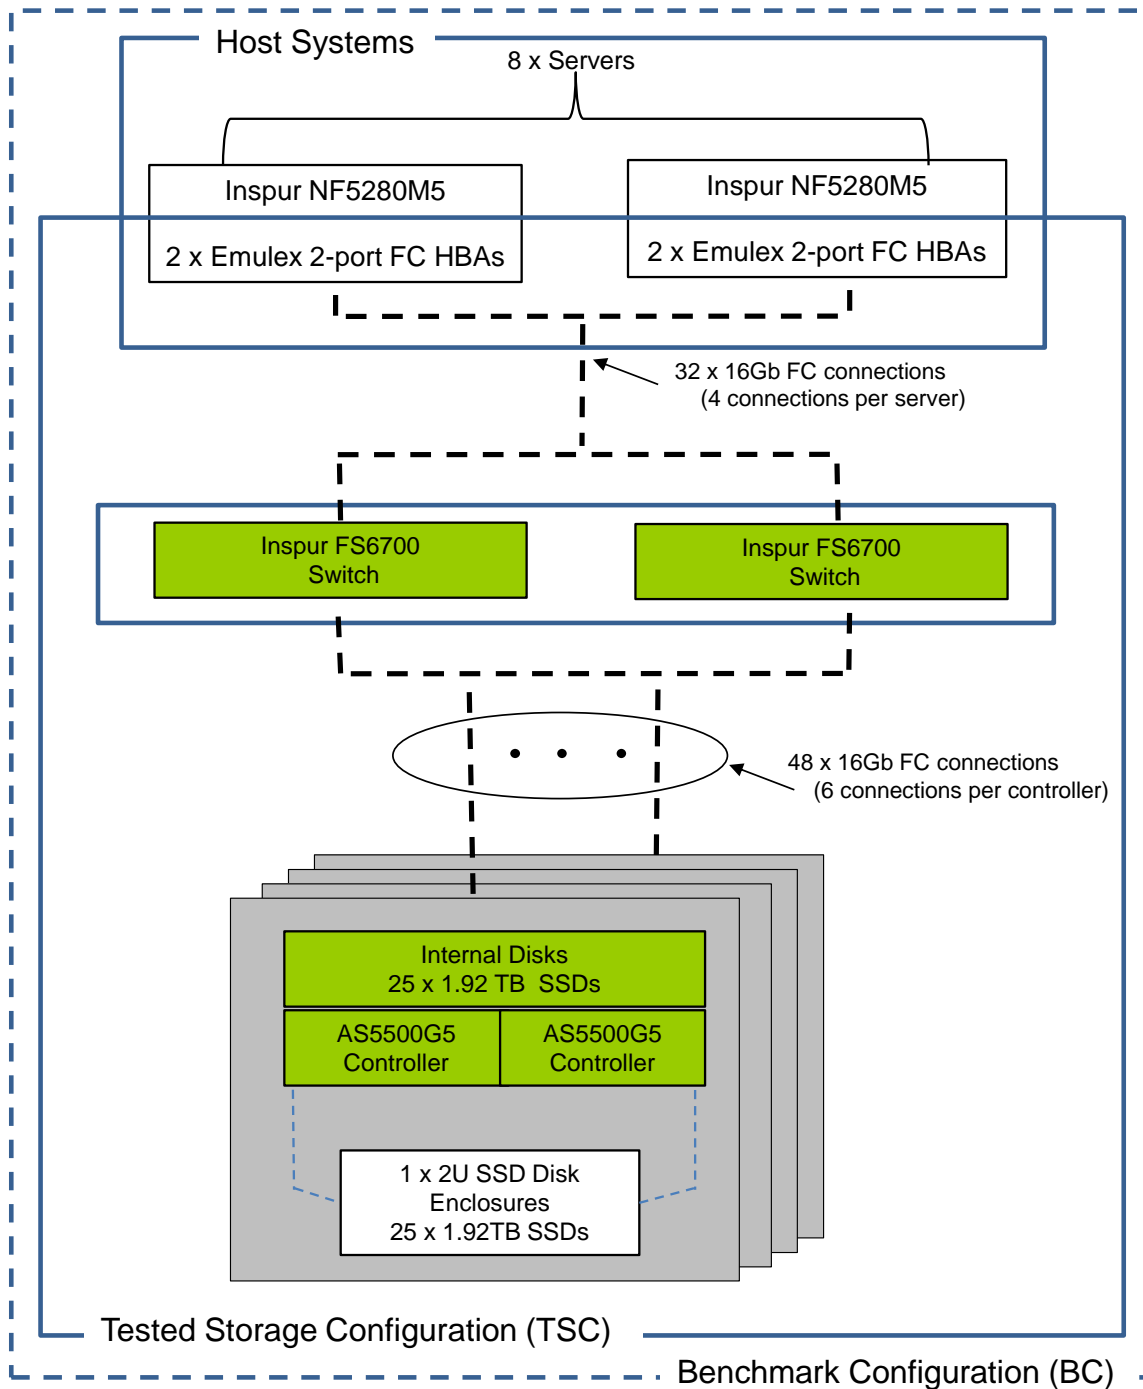 Host Systems
8 x Servers
Inspur NF5280M5
2 x Emulex 2-port FC HBAs
Inspur NF5280M5
2 x Emulex 2-port FC HBAs
32 x 16Gb FC connections
(4 connections per server)
Inspur FS6700
Switch
Inspur FS6700
Switch
48 x 16Gb FC connections
(6 connections per controller)
Internal Disks
25 x 1.92 TB SSDs
AS5500G5
Controller
AS5500G5
Controller
1 x 2U SSD Disk
Enclosures
25 x 1.92TB SSDs
Tested Storage Configuration (TSC)
Benchmark Configuration (BC)